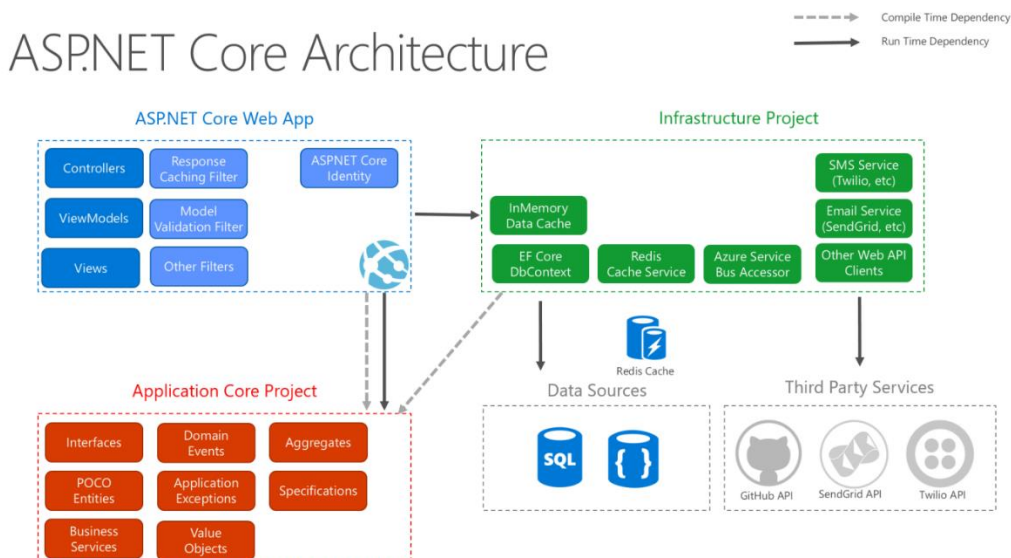 Compile Time Dependency
Run Time Dependency
ASP.NET Core Architecture
ASP.NET Core Web App
Controllers
Response
Caching Filter
ASP.NET Core
Identity
ViewModels
Model
Validation Filter
Views
Other Filters
Infrastructure Project
SMS Service
(Twilio, etc)
InMemory
Data Cache
Email Service
(SendGrid, etc)
EF Core
DbContext
Redis
Cache Service
Azure Service
Bus Accessor
Other Web API
Clients
Redis Cache
Application Core Project
Interfaces
Domain
Events
Aggregates
POCO
Entities
Application
Exceptions
Specifications
Business
Services
Value
Objects
Data Sources
SQL
{ }
Third Party Services
GitHub API
SendGrid API
Twilio API